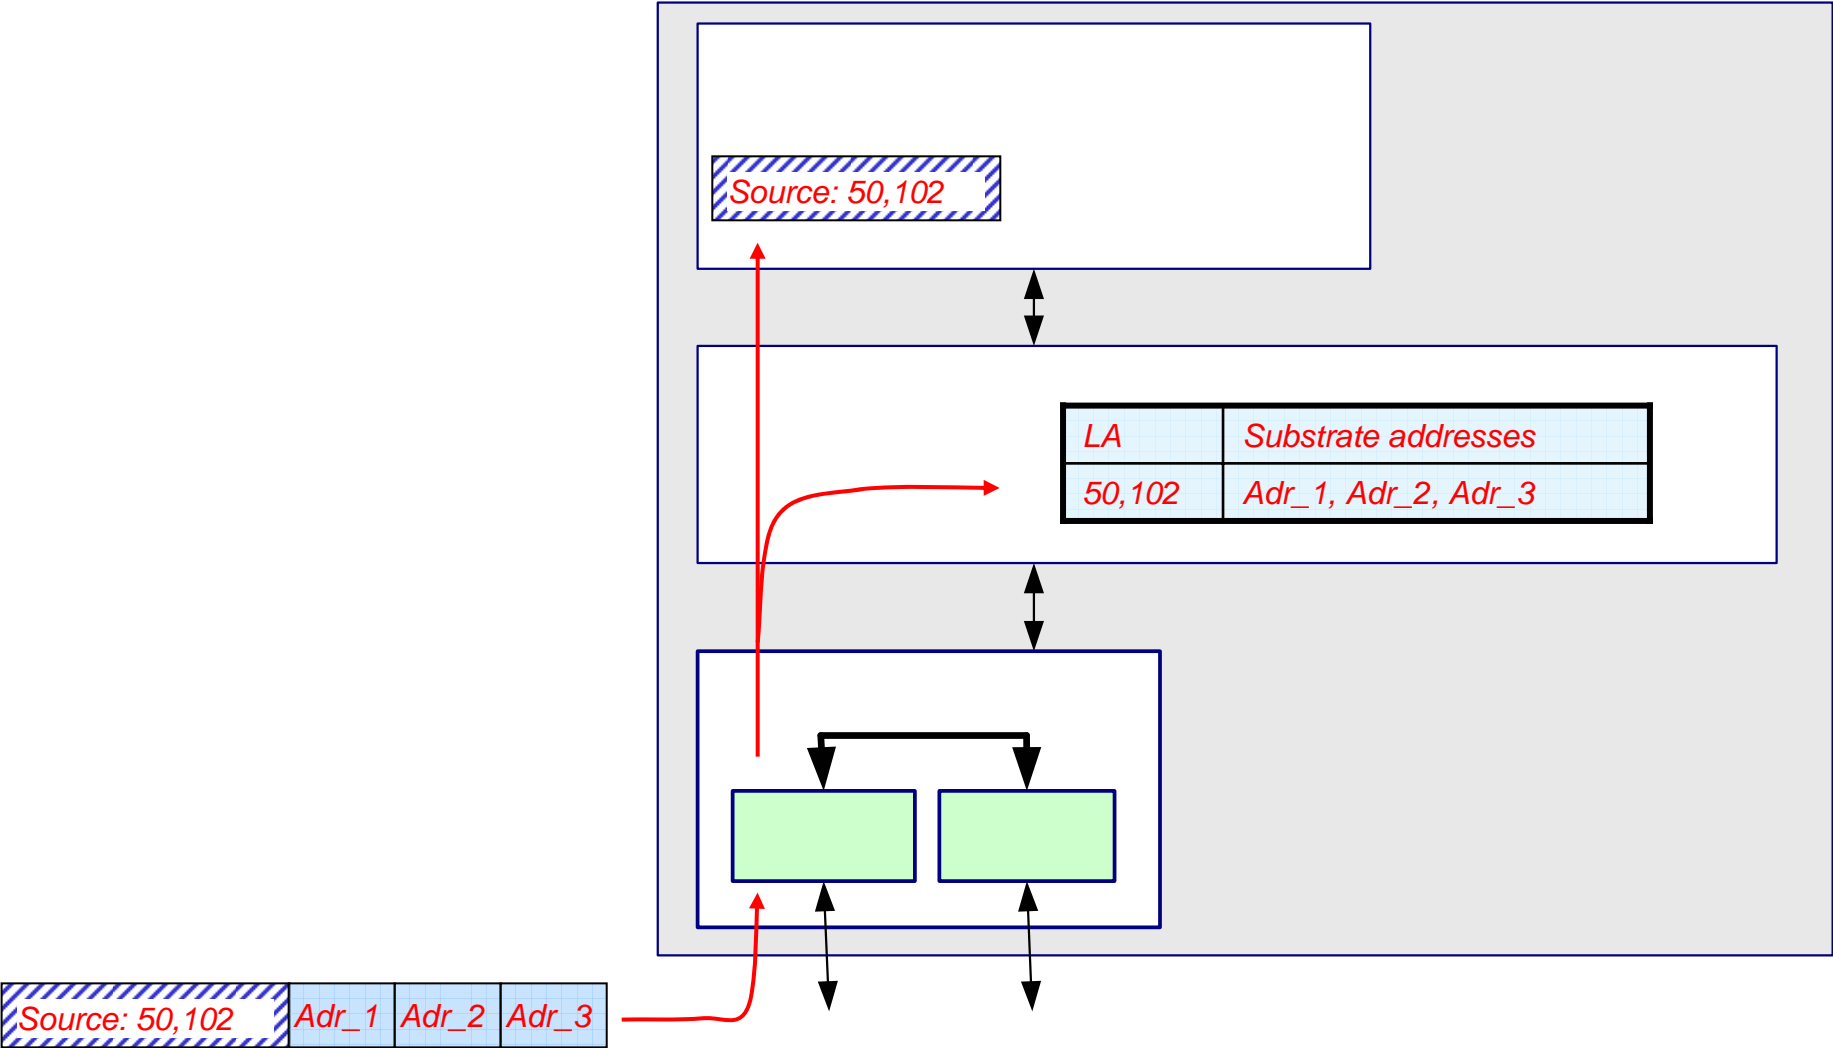 Source: 50,102
LA Substrate addresses
50,102 Adr_1, Adr_2, Adr_3
Source: 50,102 Adr_1 Adr_2 Adr_3